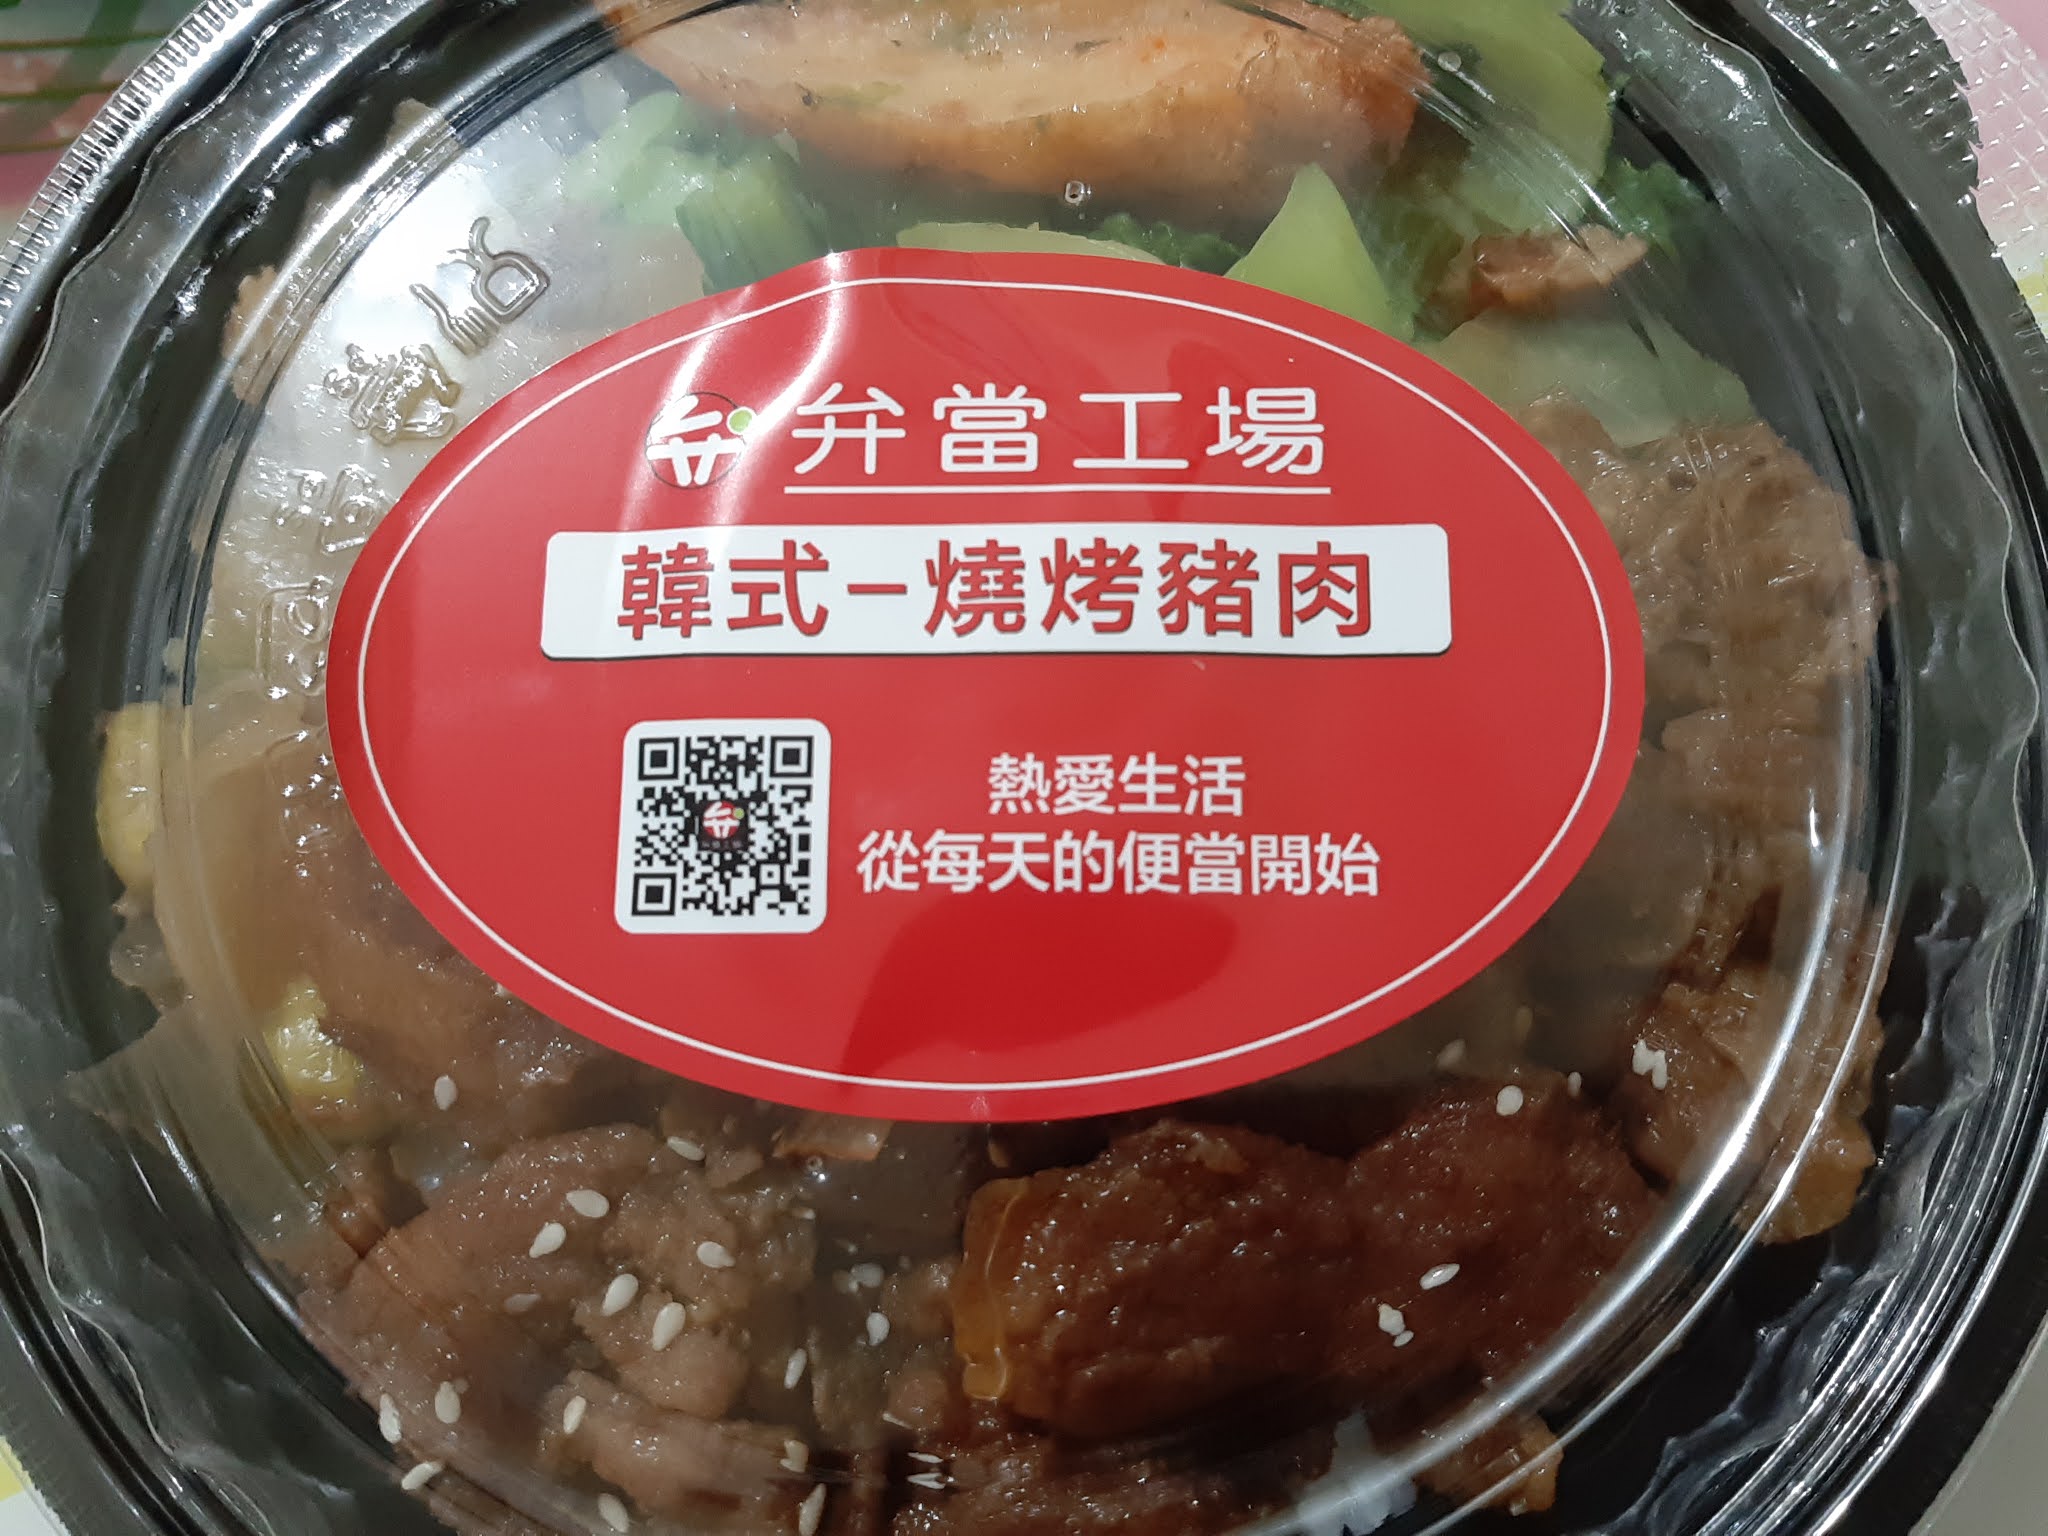 弁 弁當工場
韓式-燒烤豬肉
熱愛生活
從每天的便當開始